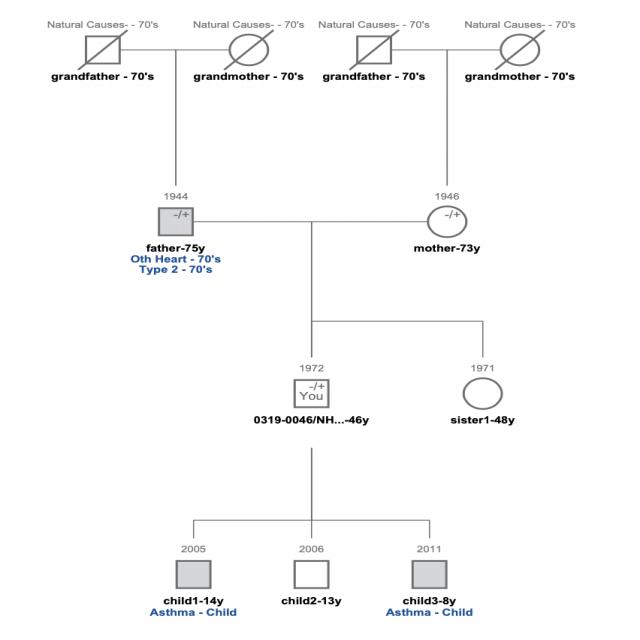 Natural Causes- - 70's
Natural Causes- - 70's
Natural Causes- - 70's
Natural Causes- - 70's
grandfather - 70's
grandmother - 70's
grandfather - 70's
grandmother - 70's
1944
1946
-/+
-/+
father-75y
mother-73y
Oth Heart - 70's
Type 2 - 70's
1972
1971
-/+
You
0319-0046/NH...-46y
sister1-48y
2005
2006
2011
child1-14y
child2-13y
child3-8y
Asthma - Child
Asthma - Child